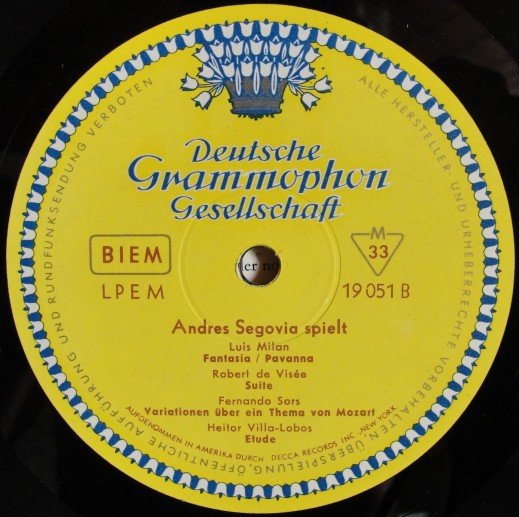 Deutsche
Grammophon
Gesellschaft
BIEM
LPEM
M
33
19 051 B
ler no
Andres Segovia spielt
Luis Milan
Fantasia / Pavanna
Robert de Visée
Suite
Fernando Sors
Variationen über ein Thema von Mozart
Heitor Villa-Lobos
Etude
AUFGENOMMEN IN AMERIKA DURCH DECCA RECORDS INC., NEW YORK
ALLE HERSTELLER- UND URHEBERRECHTE VORBEHALTEN, ÜBERSPIELUNG, ÖFFENTLICHE AUFFÜHRUNG UND RUNDFUNKSENDUNG VERBOTEN